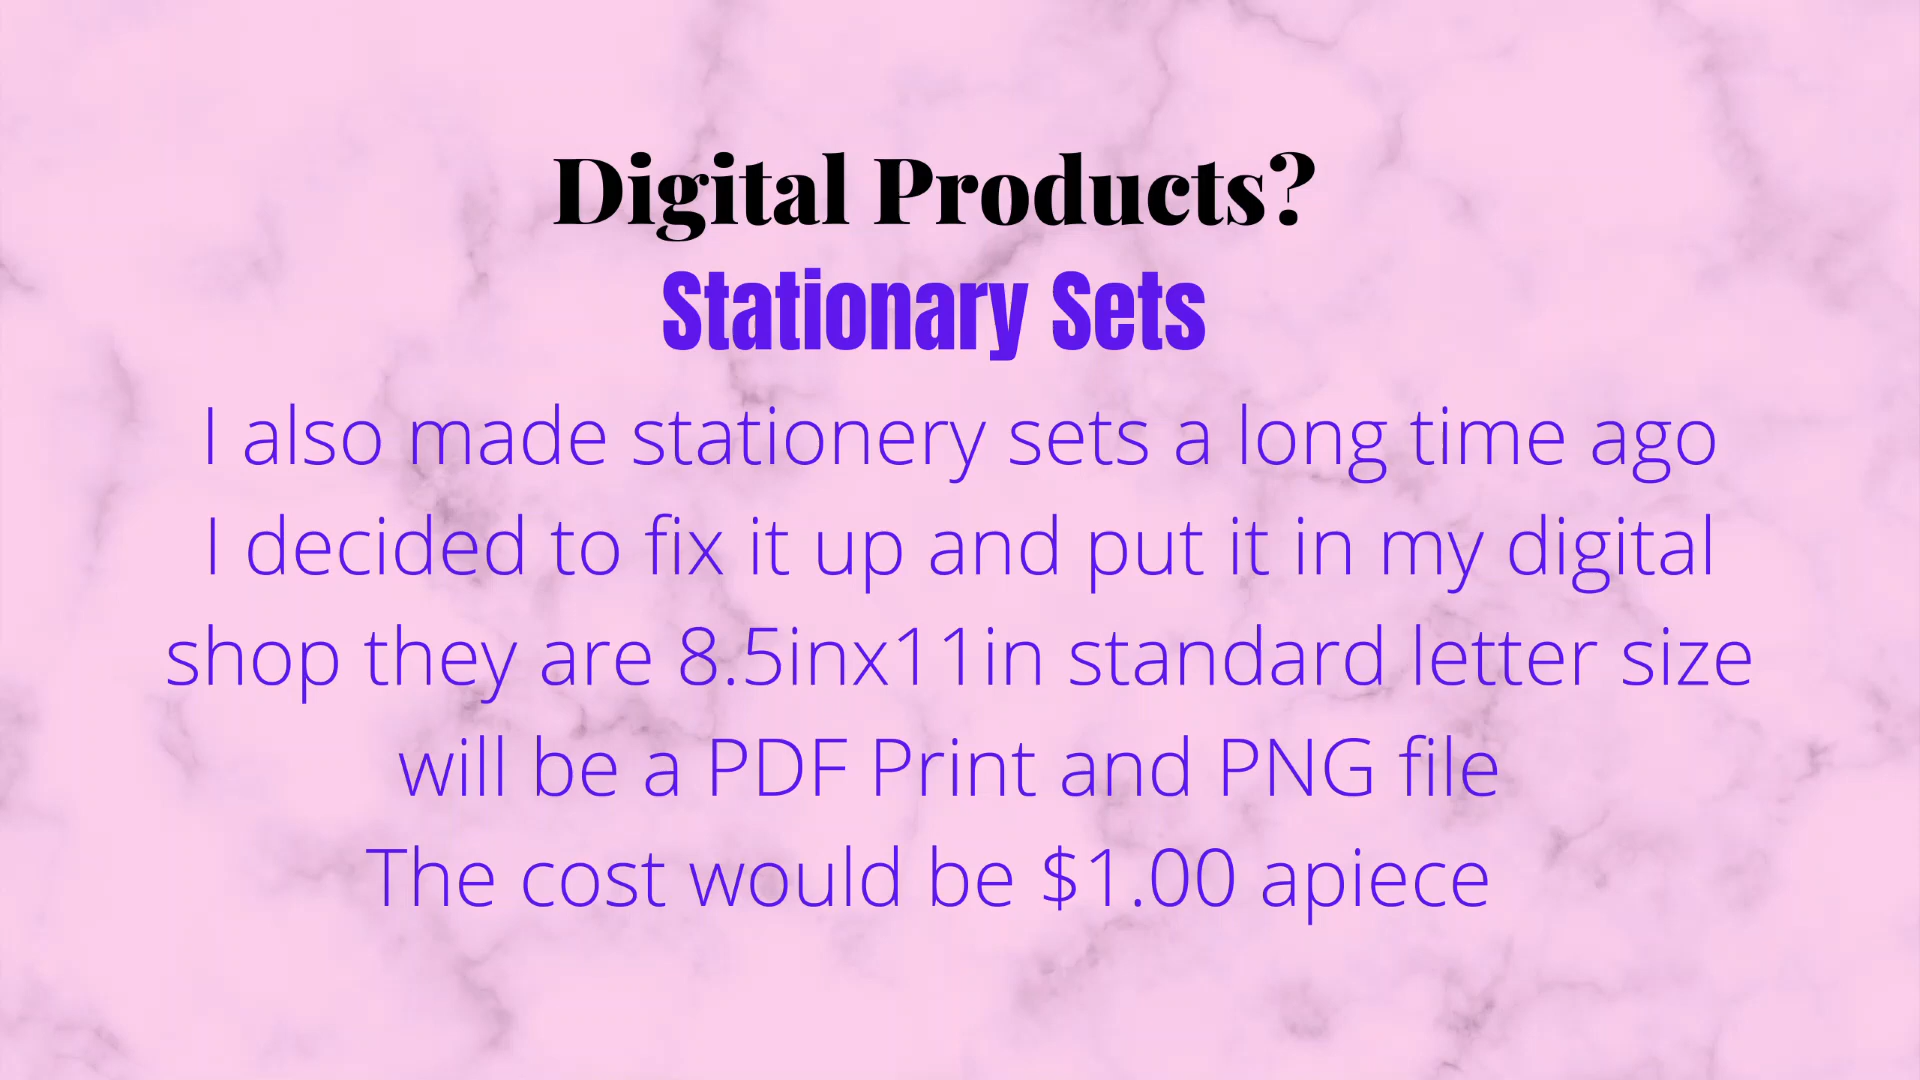 Digital Products?
Stationary Sets
I also made stationery sets a long time ago
I decided to fix it up and put it in my digital
shop they are 8.5inx11in standard letter size
will be a PDF Print and PNG file
The cost would be $1.00 apiece